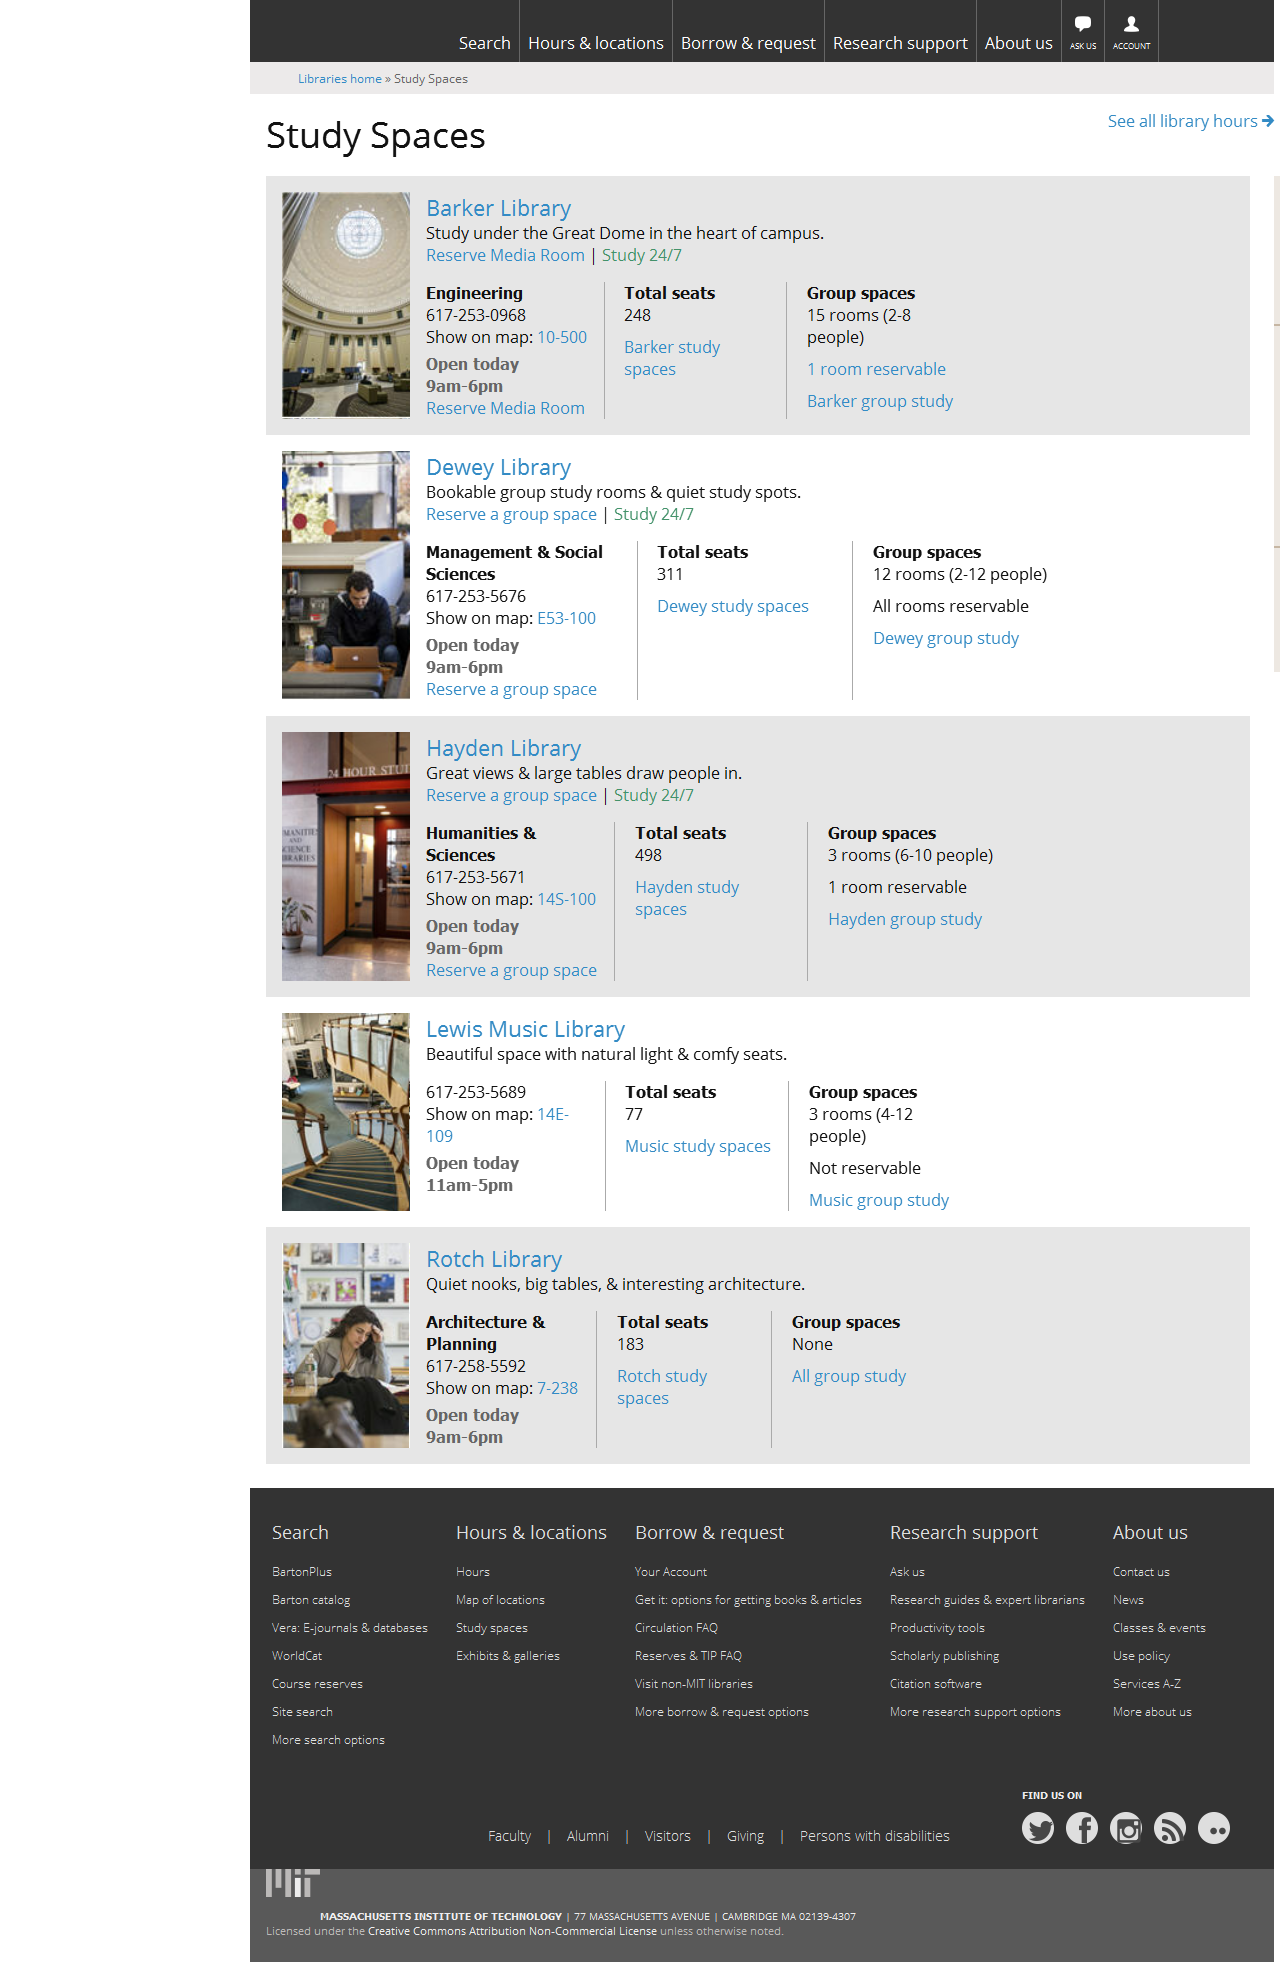 Search
Hours & locations
Borrow & request
Research support
About us
ASK US
ACCOUNT
Libraries home » Study Spaces
Study Spaces
See all library hours
Barker Library
Study under the Great Dome in the heart of campus.
Reserve Media Room | Study 24/7
Engineering
617-253-0968
Show on map: 10-500
Open today
9am-6pm
Reserve Media Room
Total seats
248
Barker study
spaces
Group spaces
15 rooms (2-8
people)
1 room reservable
Barker group study
Dewey Library
Bookable group study rooms & quiet study spots.
Reserve a group space | Study 24/7
Management & Social
Sciences
617-253-5676
Show on map: E53-100
Open today
9am-6pm
Reserve a group space
Total seats
311
Dewey study spaces
Group spaces
12 rooms (2-12 people)
All rooms reservable
Dewey group study
24 HOUR STU
MANITIES
AND
CIENCE
IBRARIES
Hayden Library
Great views & large tables draw people in.
Reserve a group space | Study 24/7
Humanities &
Sciences
617-253-5671
Show on map: 14S-100
Open today
9am-6pm
Reserve a group space
Total seats
498
Hayden study
spaces
Group spaces
3 rooms (6-10 people)
1 room reservable
Hayden group study
Lewis Music Library
Beautiful space with natural light & comfy seats.
617-253-5689
Show on map: 14E-
109
Open today
11am-5pm
Total seats
77
Music study spaces
Group spaces
3 rooms (4-12
people)
Not reservable
Music group study
Rotch Library
Quiet nooks, big tables, & interesting architecture.
Architecture &
Planning
617-258-5592
Show on map: 7-238
Open today
9am-6pm
Total seats
183
Rotch study
spaces
Group spaces
None
All group study
Search
BartonPlus
Barton catalog
Vera: E-journals & databases
WorldCat
Course reserves
Site search
More search options
Hours & locations
Hours
Map of locations
Study spaces
Exhibits & galleries
Borrow & request
Your Account
Get it: options for getting books & articles
Circulation FAQ
Reserves & TIP FAQ
Visit non-MIT libraries
More borrow & request options
Research support
Ask us
Research guides & expert librarians
Productivity tools
Scholarly publishing
Citation software
More research support options
About us
Contact us
News
Classes & events
Use policy
Services A-Z
More about us
FIND US ON
Faculty | Alumni | Visitors | Giving | Persons with disabilities
MIT
MASSACHUSETTS INSTITUTE OF TECHNOLOGY | 77 MASSACHUSETTS AVENUE | CAMBRIDGE MA 02139-4307
Licensed under the Creative Commons Attribution Non-Commercial License unless otherwise noted.